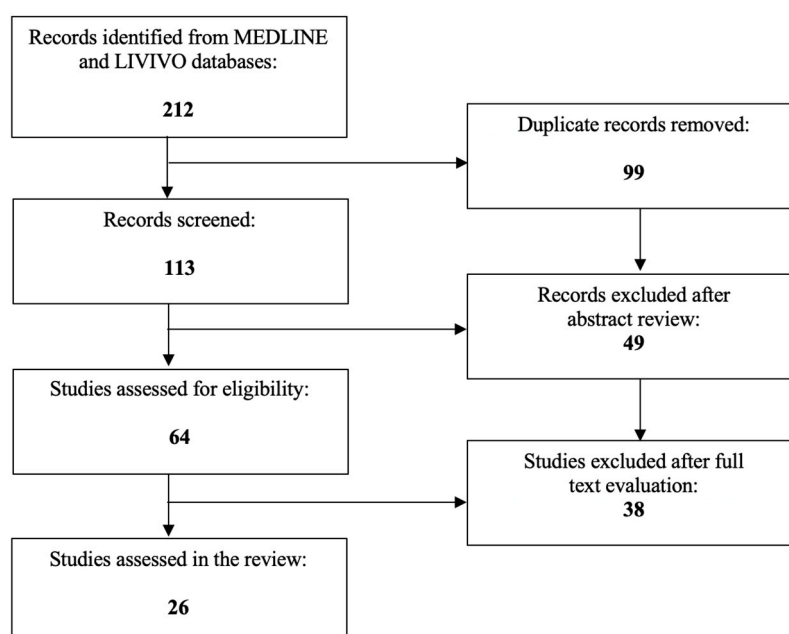 Records identified from MEDLINE
and LIVIVO databases:
212
Duplicate records removed:
99
Records screened:
113
Records excluded after
abstract review:
49
Studies assessed for eligibility:
64
Studies excluded after full
text evaluation:
38
Studies assessed in the review:
26